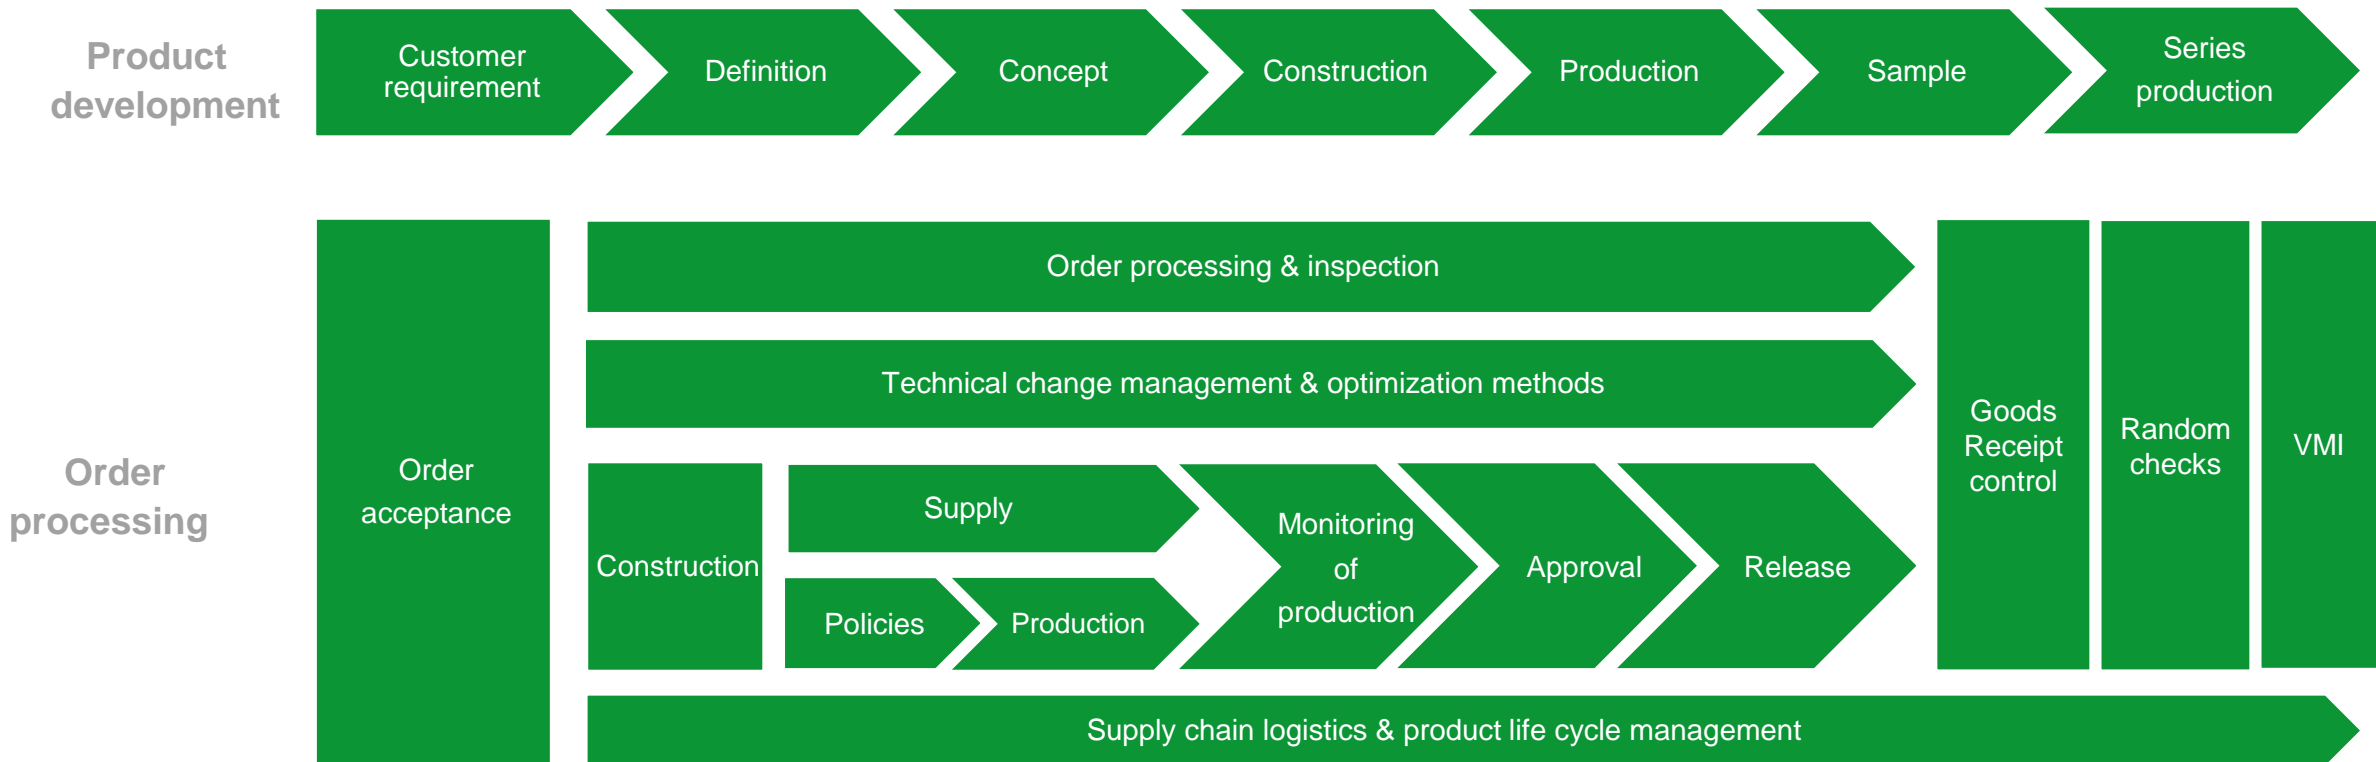 Product
development
Customer
requirement
Definition
Concept
Construction
Production
Sample
Series
production
Order
processing
Order
acceptance
Order processing & inspection
Technical change management & optimization methods
Construction
Supply
Policies
Production
Monitoring
of
production
Approval
Release
Goods
Receipt
control
Random
checks
VMI
Supply chain logistics & product life cycle management